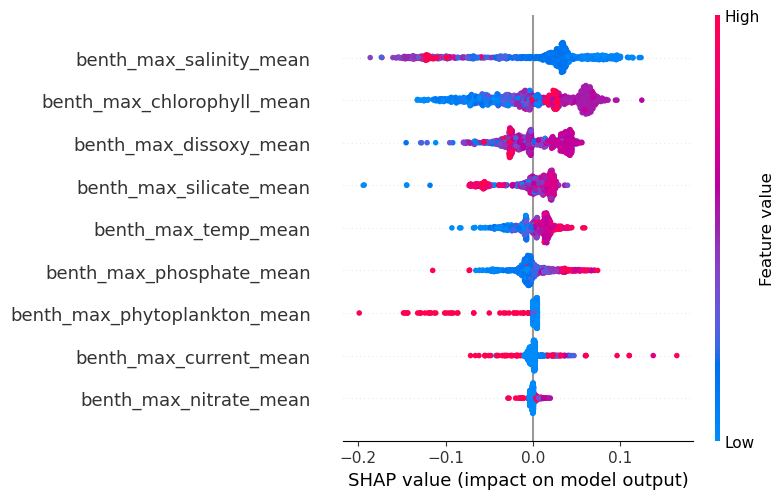 High
benth_max_salinity_mean
benth_max_chlorophyll_mean
benth_max_dissoxy_mean
benth_max_silicate_mean
benth_max_temp_mean
benth_max_phosphate_mean
benth_max_phytoplankton_mean
benth_max_current_mean
benth_max_nitrate_mean
Feature value
Low
−0.2 −0.1 0.0 0.1
SHAP value (impact on model output)